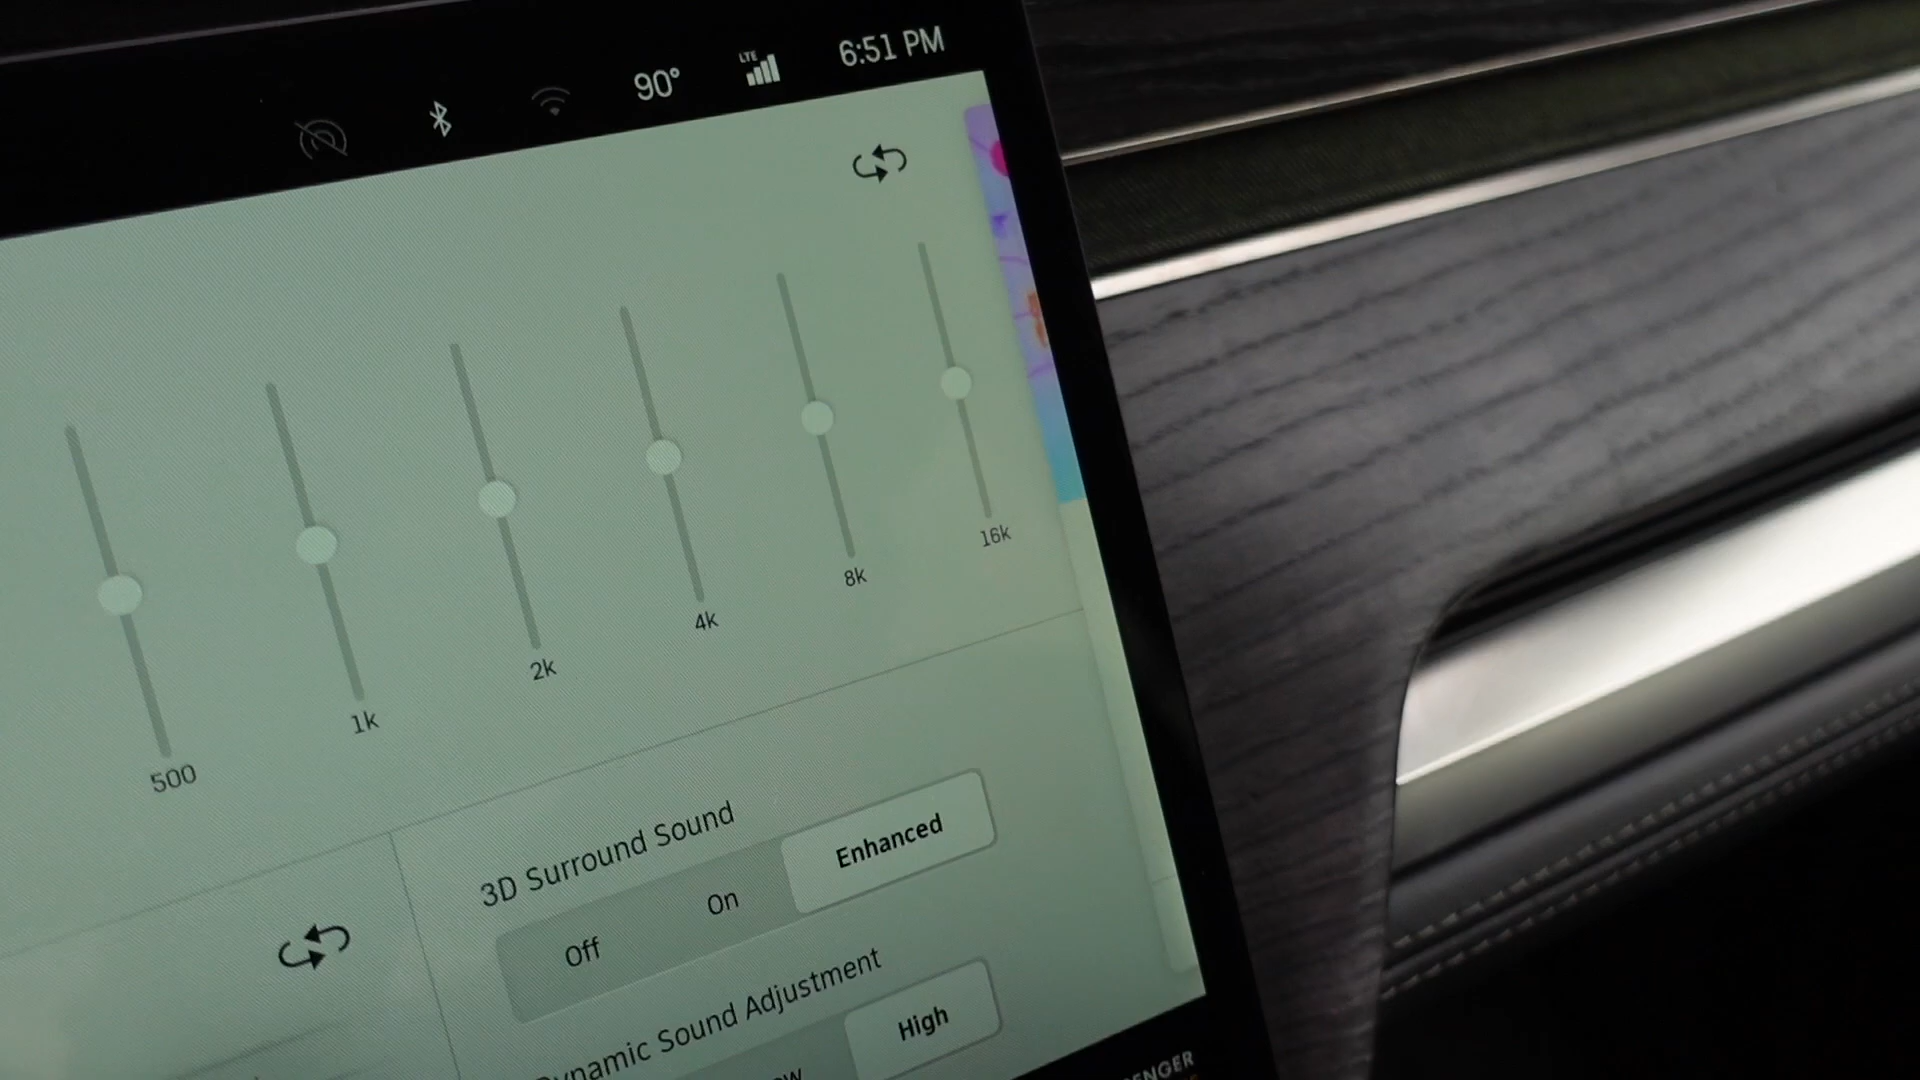 90° LTE 6:51 PM
500 1k 2k 4k 8k 16k
3D Surround Sound
Off On Enhanced
Sound Adjustment
High